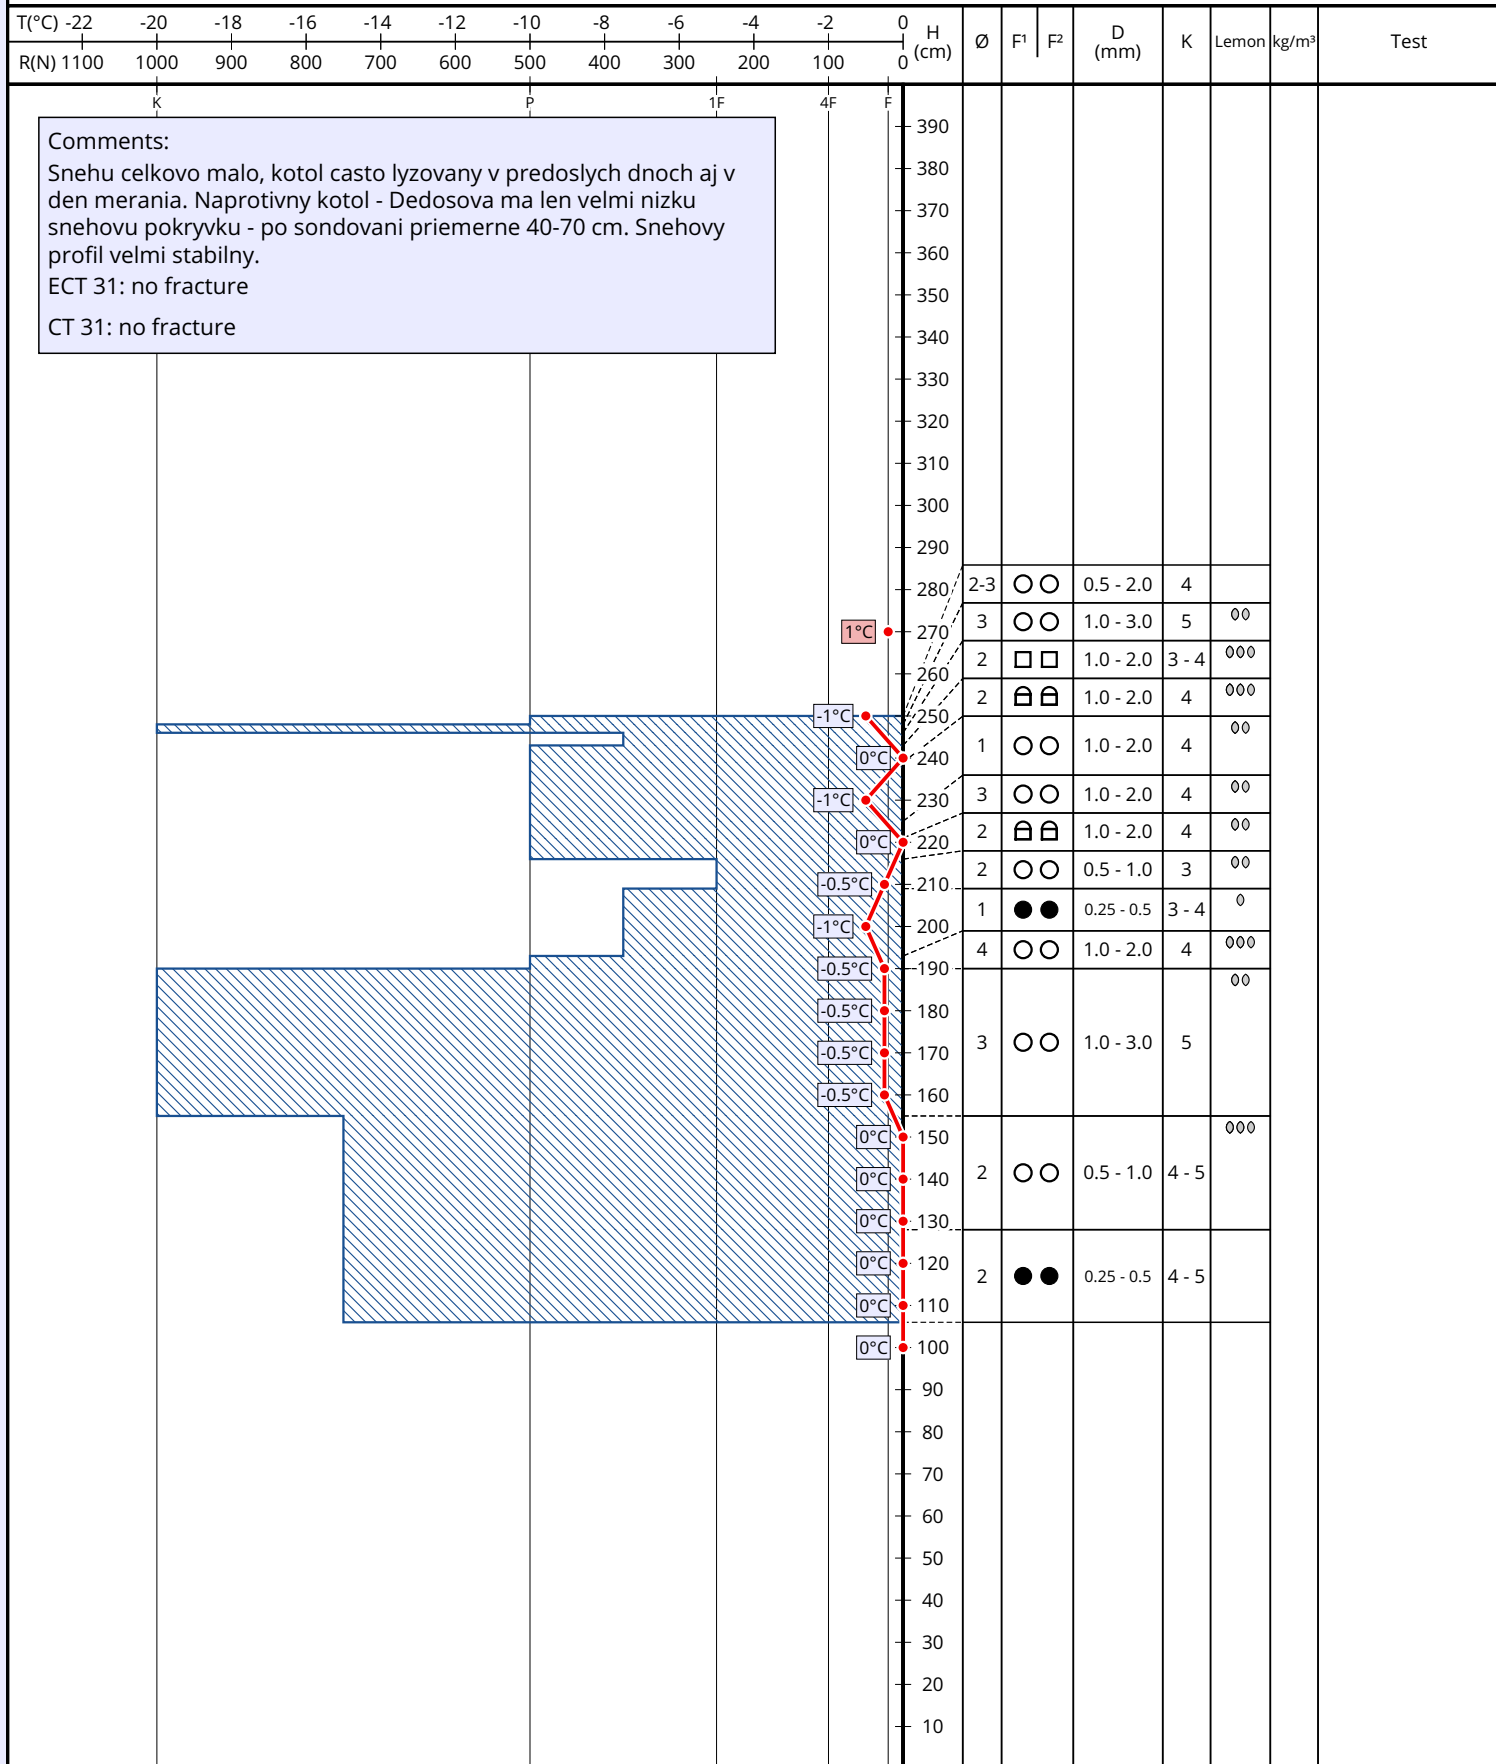 T(°C) -22 -20 -18 -16 -14 -12 -10 -8 -6 -4 -2 0
R(N) 1100 1000 900 800 700 600 500 400 300 200 100 0
H (cm) Ø F¹ F² D (mm) K Lemon kg/m³ Test
K P 1F 4F F
Comments:
Snehu celkovo malo, kotol casto lyzovany v predoslych dnoch aj v
den merania. Naprotivny kotol - Dedosova ma len velmi nizku
snehovu pokryvku - po sondovani priemerne 40-70 cm. Snehovy
profil velmi stabilny.
ECT 31: no fracture
CT 31: no fracture
390
380
370
360
350
340
330
320
310
300
290
280 2-3 0.5 - 2.0 4
1°C 270 3 1.0 - 3.0 5
260 2 1.0 - 2.0 3 - 4
2 1.0 - 2.0 4
-1°C 250
0°C 240 1 1.0 - 2.0 4
-1°C 230 3 1.0 - 2.0 4
0°C 220 2 1.0 - 2.0 4
-0.5°C 210 2 0.5 - 1.0 3
1 0.25 - 0.5 3 - 4
-1°C 200
4 1.0 - 2.0 4
-0.5°C 190
-0.5°C 180
3 1.0 - 3.0 5
-0.5°C 170
-0.5°C 160
0°C 150
0°C 140 2 0.5 - 1.0 4 - 5
0°C 130
0°C 120 2 0.25 - 0.5 4 - 5
0°C 110
0°C 100
90
80
70
60
50
40
30
20
10